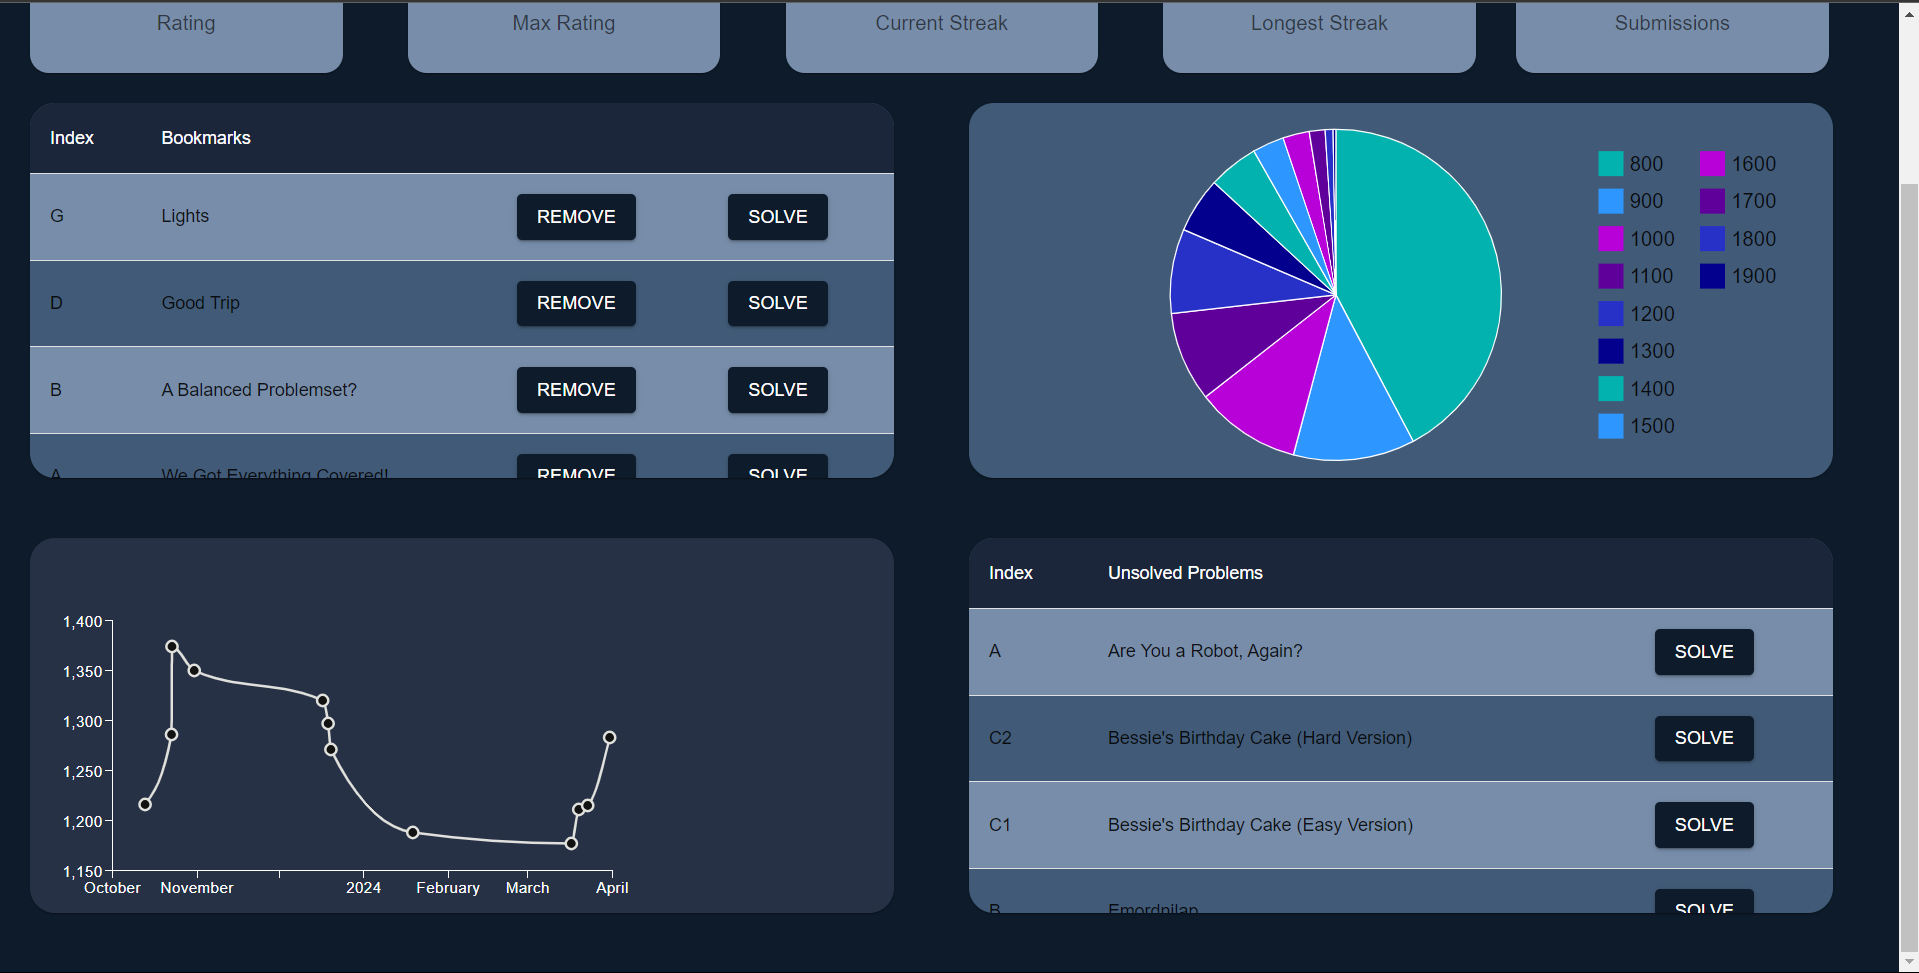 Rating Max Rating Current Streak Longest Streak Submissions
Index Bookmarks
G Lights REMOVE SOLVE
D Good Trip REMOVE SOLVE
B A Balanced Problemset? REMOVE SOLVE
A We Got Everything Covered! REMOVE SOLVE
800 1600
900 1700
1000 1800
1100 1900
1200
1300
1400
1500
1,400
1,350
1,300
1,250
1,200
1,150
October November 2024 February March April
Index Unsolved Problems
A Are You a Robot, Again? SOLVE
C2 Bessie's Birthday Cake (Hard Version) SOLVE
C1 Bessie's Birthday Cake (Easy Version) SOLVE
B Emordnilap SOLVE